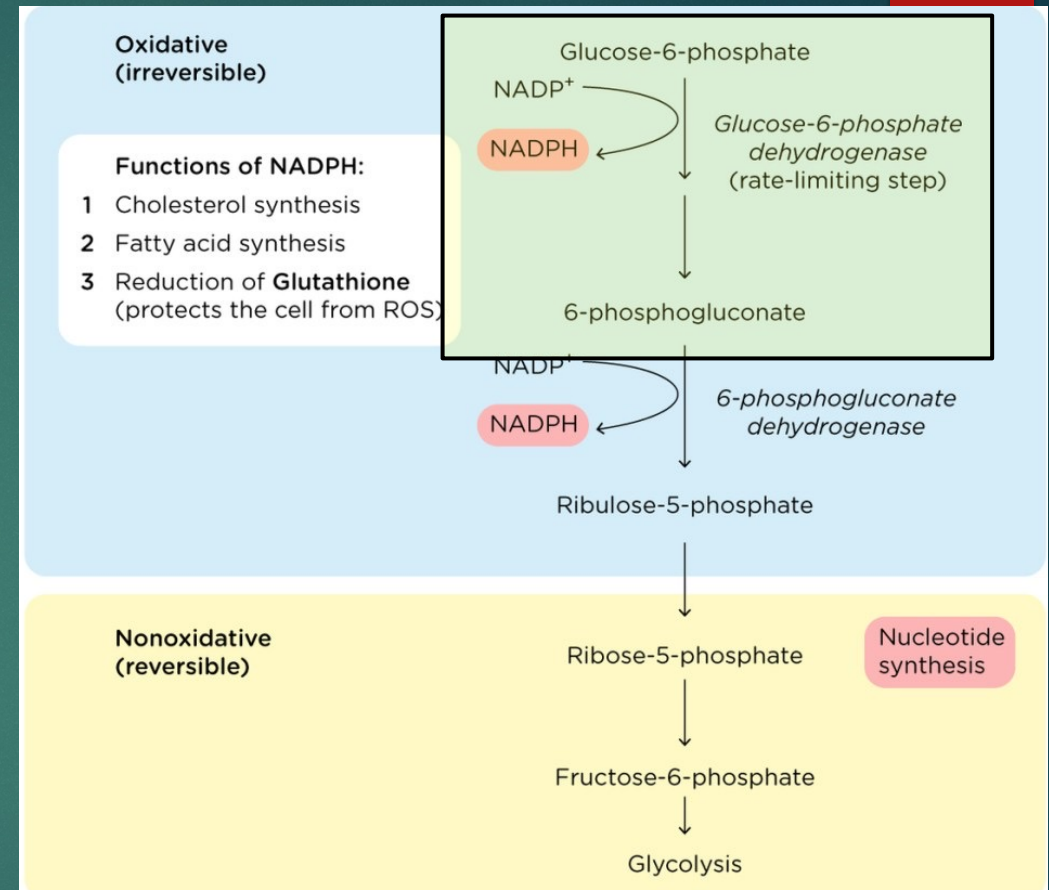 Oxidative
(irreversible)
Functions of NADPH:
1 Cholesterol synthesis
2 Fatty acid synthesis
3 Reduction of Glutathione
(protects the cell from ROS)
Glucose-6-phosphate
NADP+
NADPH
Glucose-6-phosphate
dehydrogenase
(rate-limiting step)
6-phosphogluconate
NADP+
NADPH
6-phosphogluconate
dehydrogenase
Ribulose-5-phosphate
Nonoxidative
(reversible)
Ribose-5-phosphate
Nucleotide
synthesis
Fructose-6-phosphate
Glycolysis